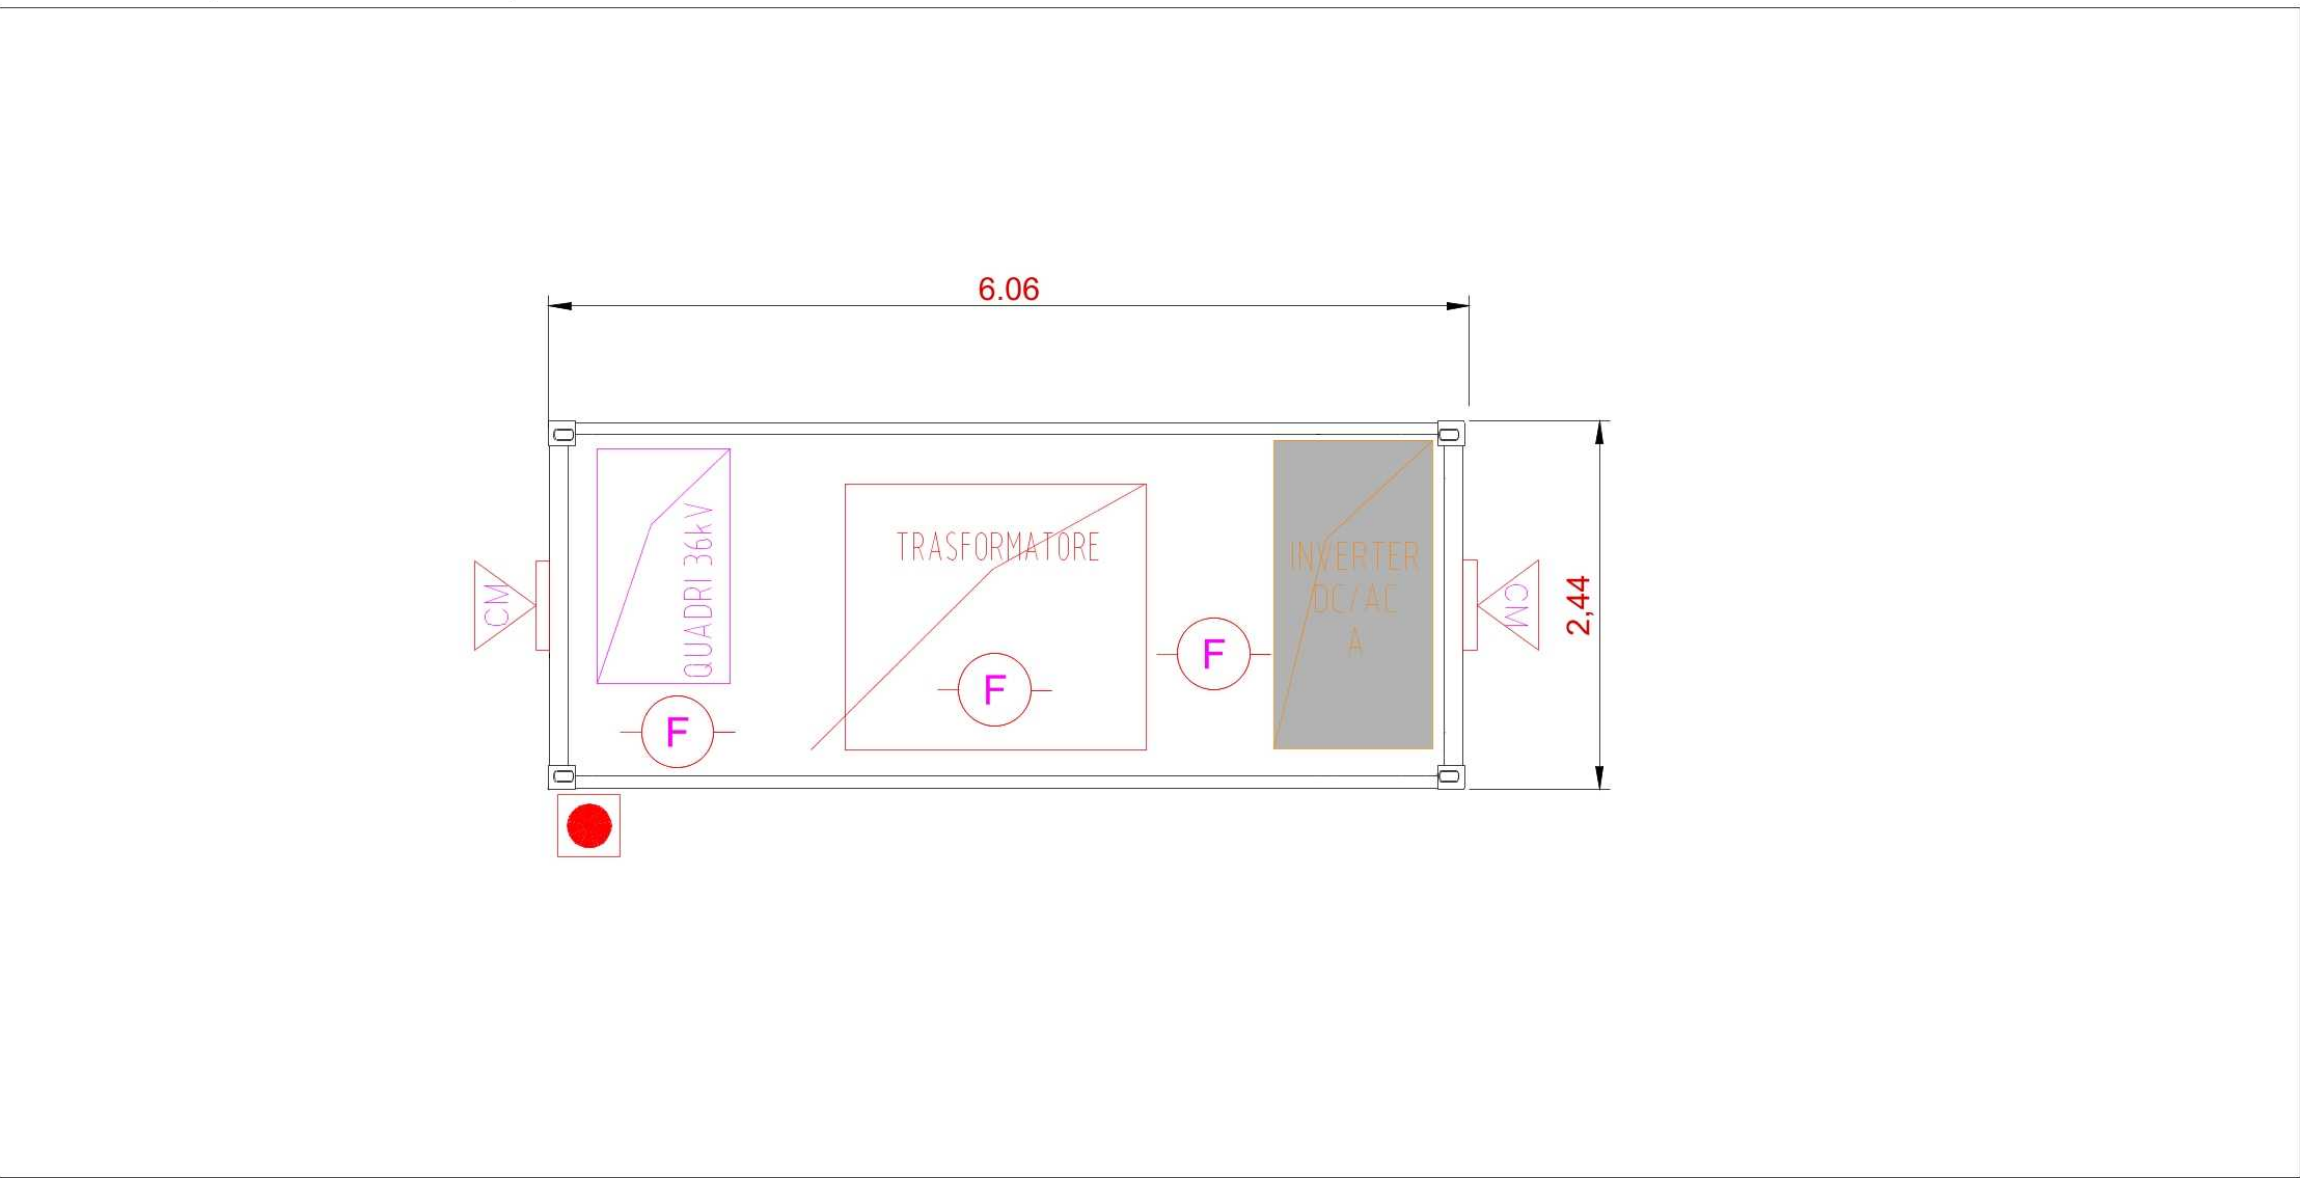 6.06
QUADRI 36kV
TRASFORMATORE
INVERTER
DC/AC
A
CM
CM
2,44
F
F
F